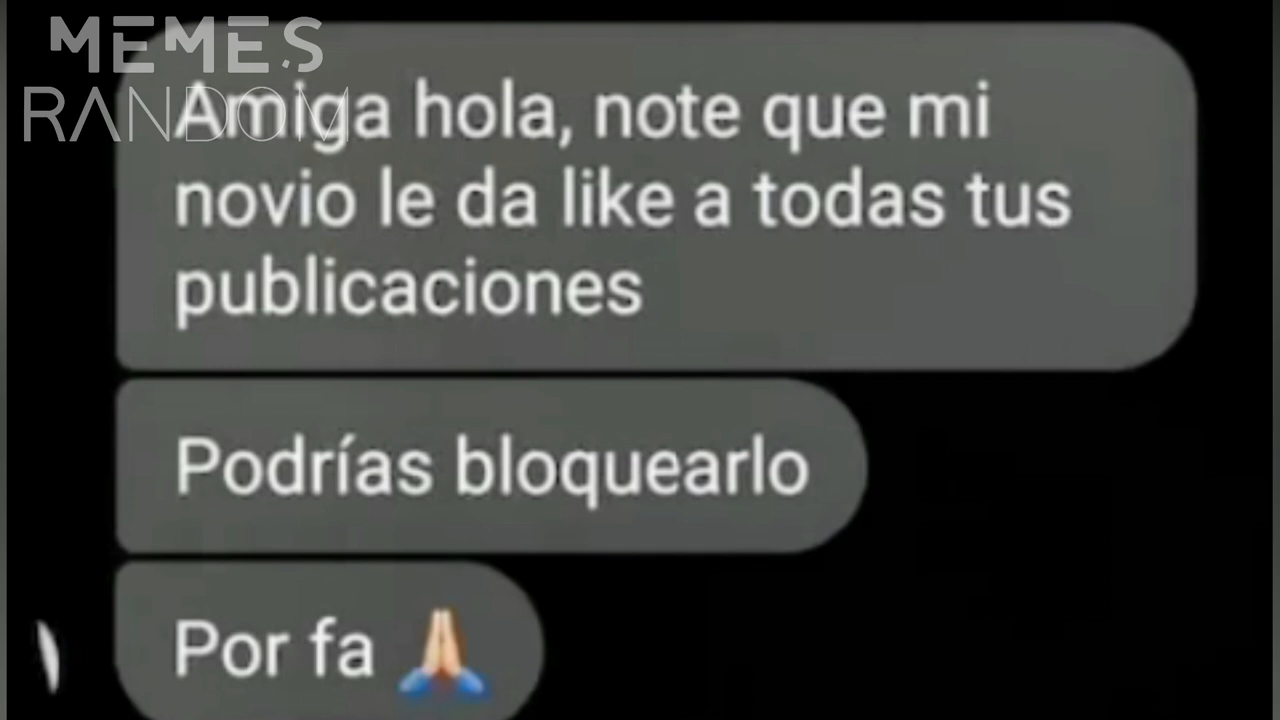 MEMES
RANDOM
Amiga hola, note que mi
novio le da like a todas tus
publicaciones
Podrías bloquearlo
Por fa 🙏🏻